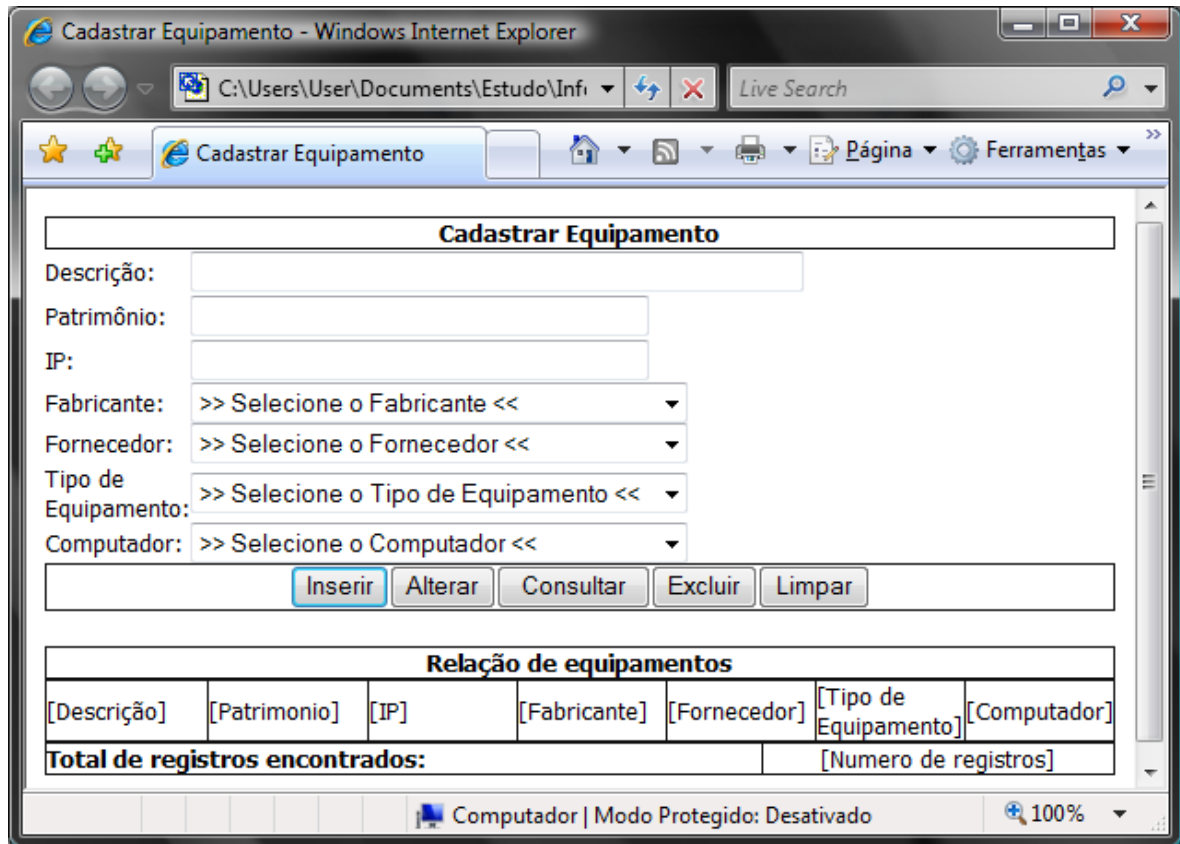 Cadastrar Equipamento - Windows Internet Explorer
C:\Users\User\Documents\Estudo\Info
Live Search
Cadastrar Equipamento
Página
Ferramentas
Cadastrar Equipamento
Descrição:
Patrimônio:
IP:
Fabricante: >> Selecione o Fabricante <<
Fornecedor: >> Selecione o Fornecedor <<
Tipo de
Equipamento: >> Selecione o Tipo de Equipamento <<
Computador: >> Selecione o Computador <<
Inserir Alterar Consultar Excluir Limpar
Relação de equipamentos
[Descrição] [Patrimonio] [IP] [Fabricante] [Fornecedor] [Tipo de Equipamento] [Computador]
Total de registros encontrados: [Numero de registros]
Computador | Modo Protegido: Desativado 100%